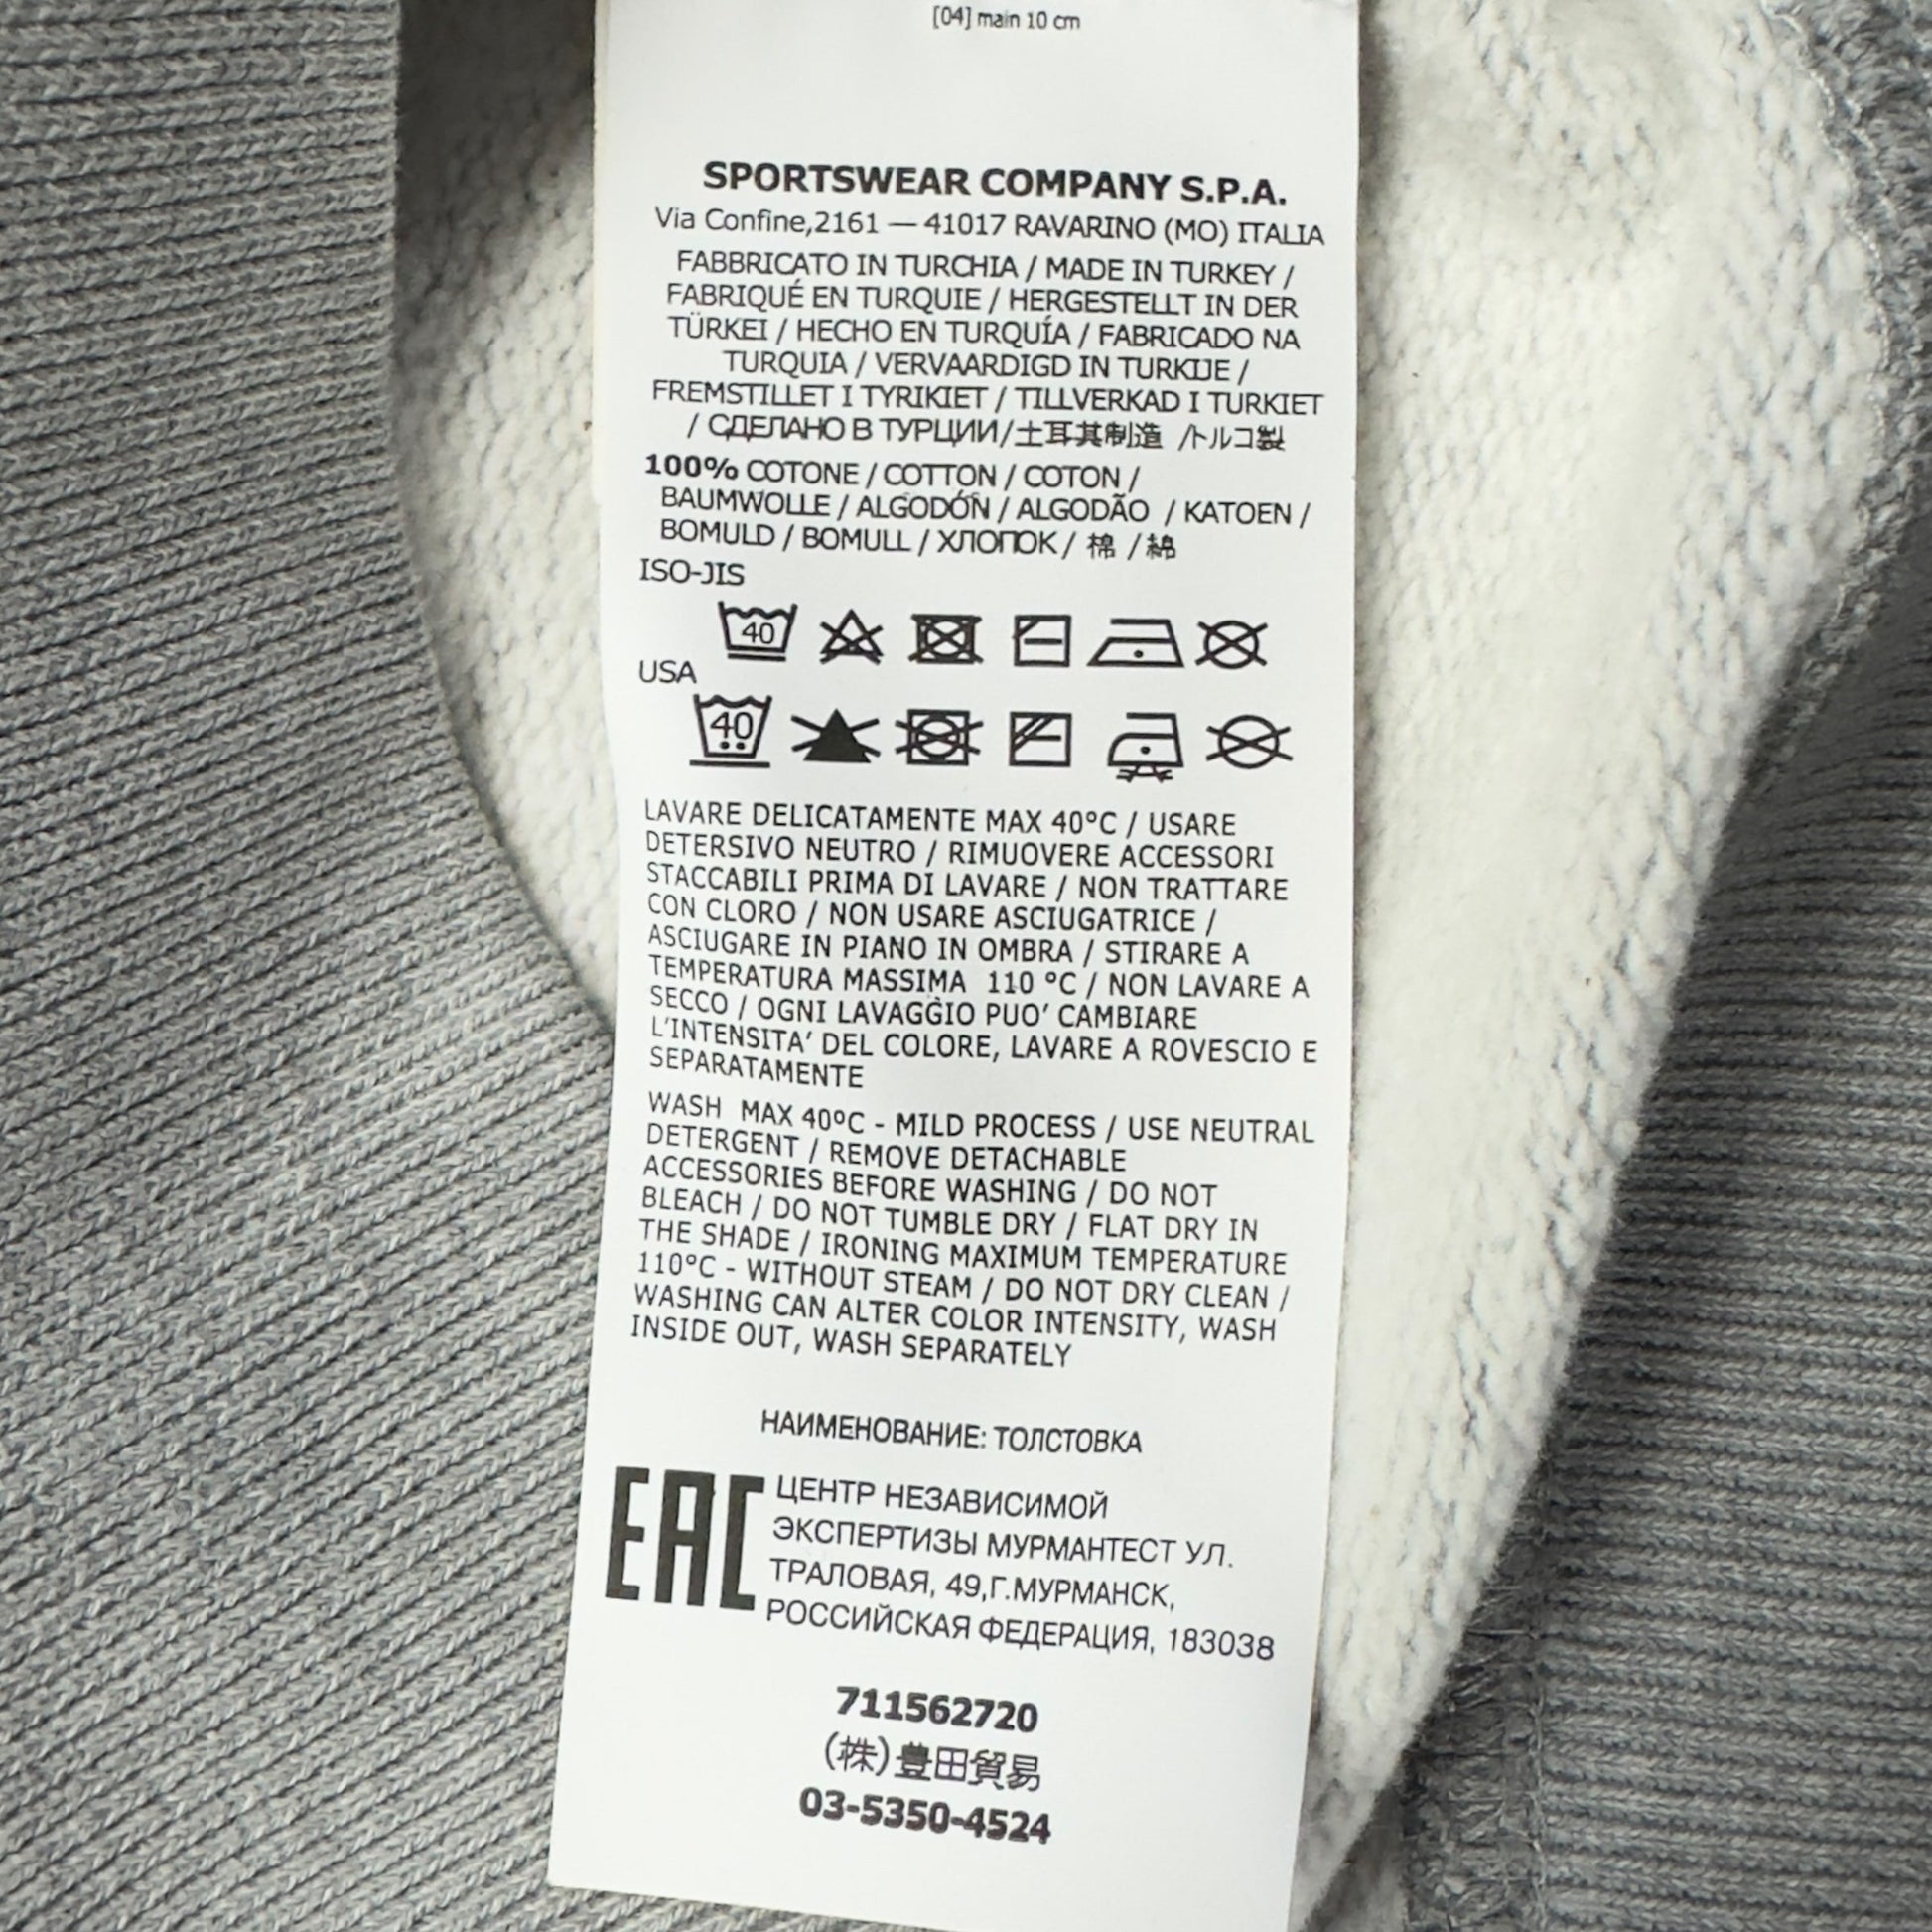 [04] main 10 cm
SPORTSWEAR COMPANY S.P.A.
Via Confine,2161 — 41017 RAVARINO (MO) ITALIA
FABBRICATO IN TURCHIA / MADE IN TURKEY /
FABRIQUÉ EN TURQUIE / HERGESTELLT IN DER
TÜRKEI / HECHO EN TURQUÍA / FABRICADO NA
TURQUIA / VERVAARDIGD IN TURKIJE /
FREMSTILLET I TYRIKIET / TILLVERKAD I TURKIET
/ СДЕЛАНО В ТУРЦИИ/土耳其制造 /トルコ製
100% COTONE / COTTON / COTON /
BAUMWOLLE / ALGODÓN / ALGODÃO / KATOEN /
BOMULD / BOMULL / ХЛОПОК / 棉 / 綿
ISO-JIS
40
USA
40
LAVARE DELICATAMENTE MAX 40°C / USARE
DETERSIVO NEUTRO / RIMUOVERE ACCESSORI
STACCABILI PRIMA DI LAVARE / NON TRATTARE
CON CLORO / NON USARE ASCIUGATRICE /
ASCIUGARE IN PIANO IN OMBRA / STIRARE A
TEMPERATURA MASSIMA 110 °C / NON LAVARE A
SECCO / OGNI LAVAGGIO PUO' CAMBIARE
L'INTENSITA' DEL COLORE, LAVARE A ROVESCIO E
SEPARATAMENTE
WASH MAX 40°C - MILD PROCESS / USE NEUTRAL
DETERGENT / REMOVE DETACHABLE
ACCESSORIES BEFORE WASHING / DO NOT
BLEACH / DO NOT TUMBLE DRY / FLAT DRY IN
THE SHADE / IRONING MAXIMUM TEMPERATURE
110°C - WITHOUT STEAM / DO NOT DRY CLEAN /
WASHING CAN ALTER COLOR INTENSITY, WASH
INSIDE OUT, WASH SEPARATELY
НАИМЕНОВАНИЕ: ТОЛСТОВКА
EAC
ЦЕНТР НЕЗАВИСИМОЙ
ЭКСПЕРТИЗЫ МУРМАНТЕСТ УЛ.
ТРАЛОВАЯ, 49,Г.МУРМАНСК,
РОССИЙСКАЯ ФЕДЕРАЦИЯ, 183038
711562720
(株)豊田貿易
03-5350-4524